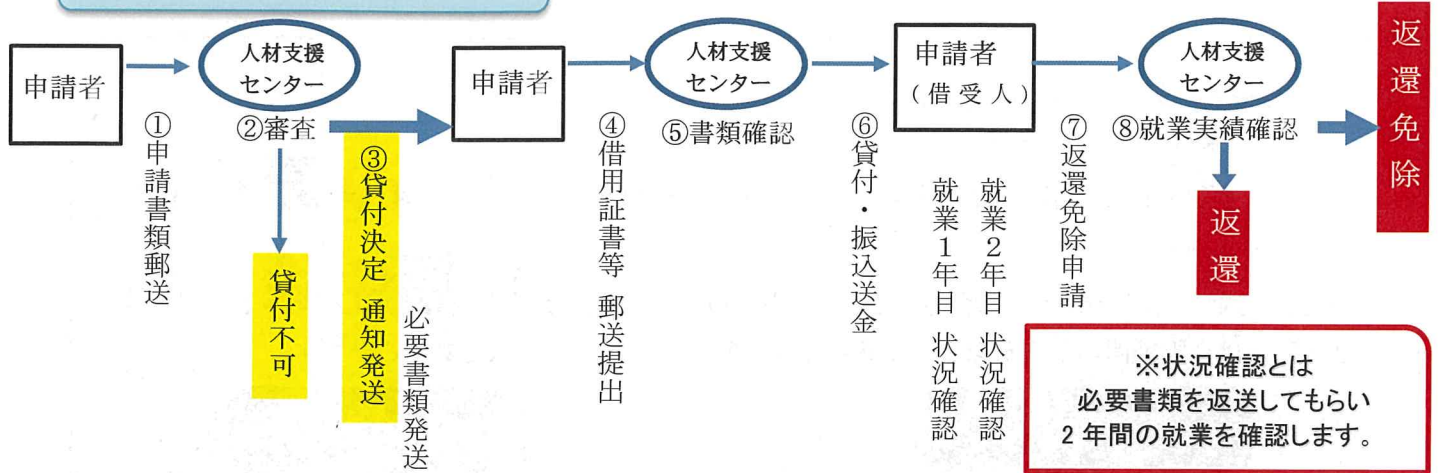 申請者
①申請書類郵送
人材支援
センター
②審査
貸付不可
③貸付決定 通知発送
必要書類発送
申請者
④借用証書等 郵送提出
人材支援
センター
⑤書類確認
⑥貸付・振込送金
申請者
(借受人)
就業1年目 状況確認
就業2年目 状況確認
⑦返還免除申請
人材支援
センター
⑧就業実績確認
返還
返還免除
※状況確認とは
必要書類を返送してもらい
2年間の就業を確認します。